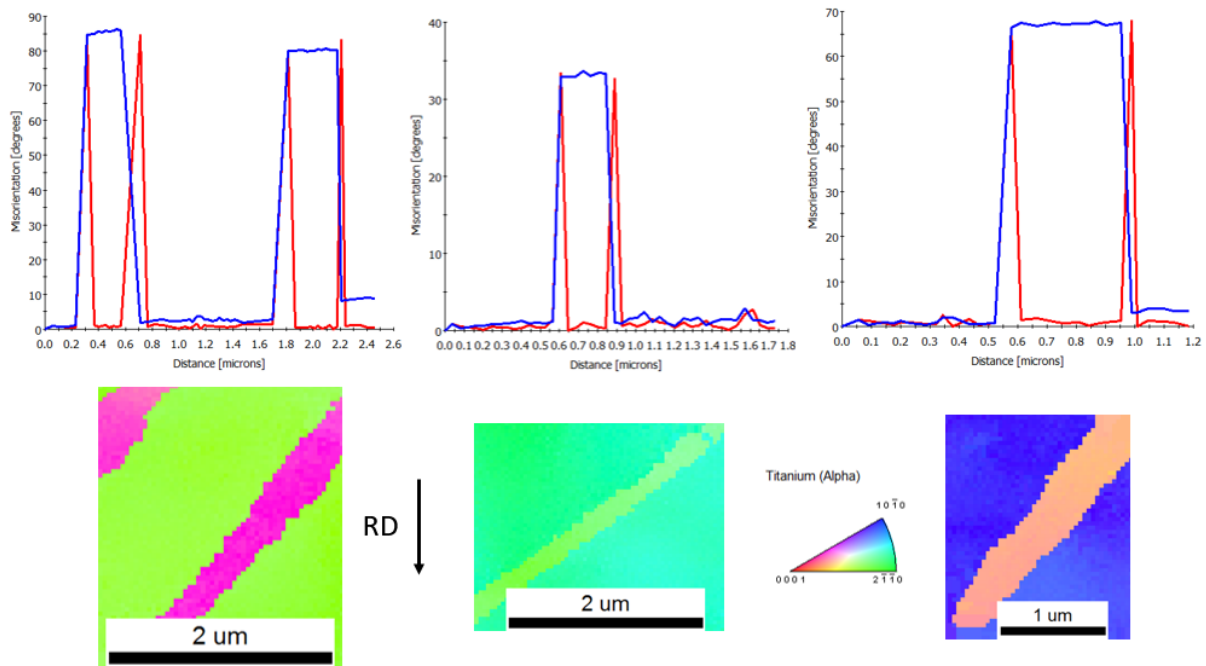 90
80
70
60
50
40
30
20
10
0
Misorientation [degrees]
0.0 0.2 0.4 0.6 0.8 1.0 1.2 1.4 1.6 1.8 2.0 2.2 2.4 2.6
Distance [microns]
40
30
20
10
0
Misorientation [degrees]
0.0 0.1 0.2 0.3 0.4 0.5 0.6 0.7 0.8 0.9 1.0 1.1 1.2 1.3 1.4 1.5 1.6 1.7 1.8
Distance [microns]
70
60
50
40
30
20
10
0
Misorientation [degrees]
0.0 0.1 0.2 0.3 0.4 0.5 0.6 0.7 0.8 0.9 1.0 1.1 1.2
Distance [microns]
2 um
RD
2 um
Titanium (Alpha)
1 0 1̄ 0
0 0 0 1
2 1̄ 1̄ 0
1 um